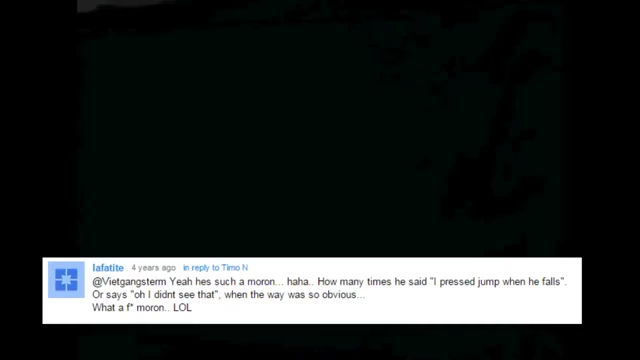 lafatite 4 years ago in reply to Timo N
@Vietgangsterm Yeah hes such a moron... haha.. How many times he said "I pressed jump when he falls".
Or says "oh I didnt see that", when the way was so obvious...
What a f* moron.. LOL